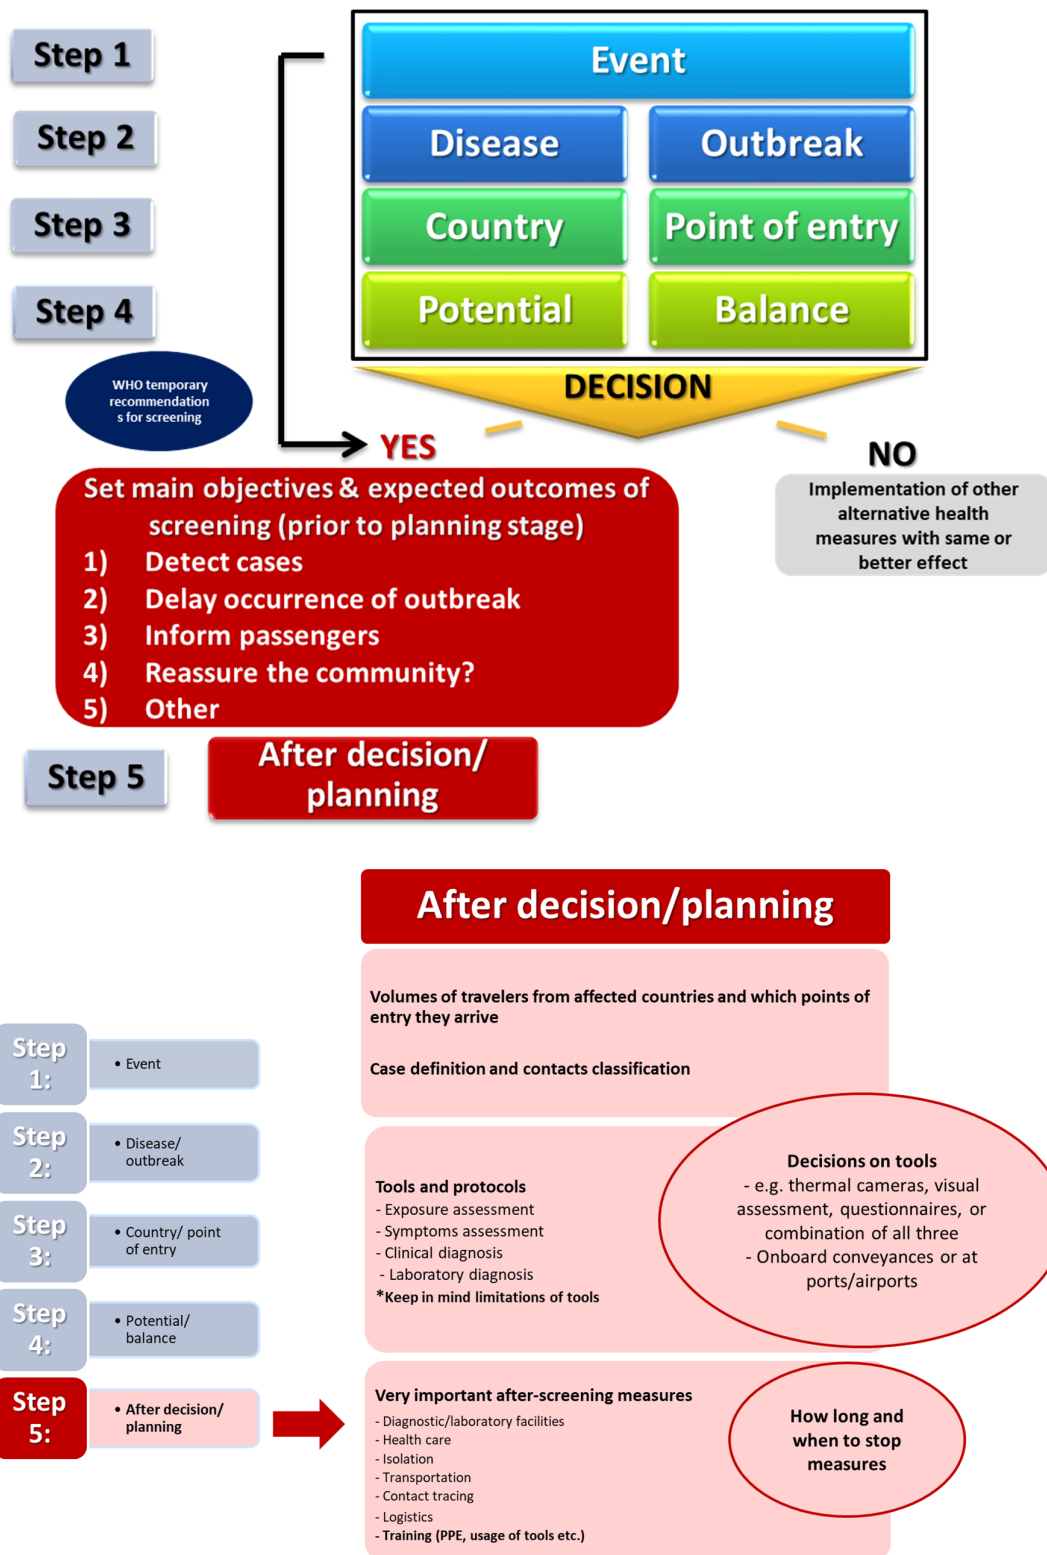 Step 1
Event
Step 2
Disease
Outbreak
Step 3
Country
Point of entry
Step 4
Potential
Balance
WHO temporary
recommendation
s for screening
DECISION
YES
NO
Set main objectives & expected outcomes of
screening (prior to planning stage)
1) Detect cases
2) Delay occurrence of outbreak
3) Inform passengers
4) Reassure the community?
5) Other
Implementation of other
alternative health
measures with same or
better effect
Step 5
After decision/
planning
After decision/planning
Volumes of travelers from affected countries and which points of
entry they arrive
Case definition and contacts classification
Step
1:
• Event
Step
2:
• Disease/
outbreak
Step
3:
• Country/ point
of entry
Step
4:
• Potential/
balance
Step
5:
• After decision/
planning
Tools and protocols
- Exposure assessment
- Symptoms assessment
- Clinical diagnosis
- Laboratory diagnosis
*Keep in mind limitations of tools
Decisions on tools
- e.g. thermal cameras, visual
assessment, questionnaires, or
combination of all three
- Onboard conveyances or at
ports/airports
Very important after-screening measures
- Diagnostic/laboratory facilities
- Health care
- Isolation
- Transportation
- Contact tracing
- Logistics
- Training (PPE, usage of tools etc.)
How long and
when to stop
measures